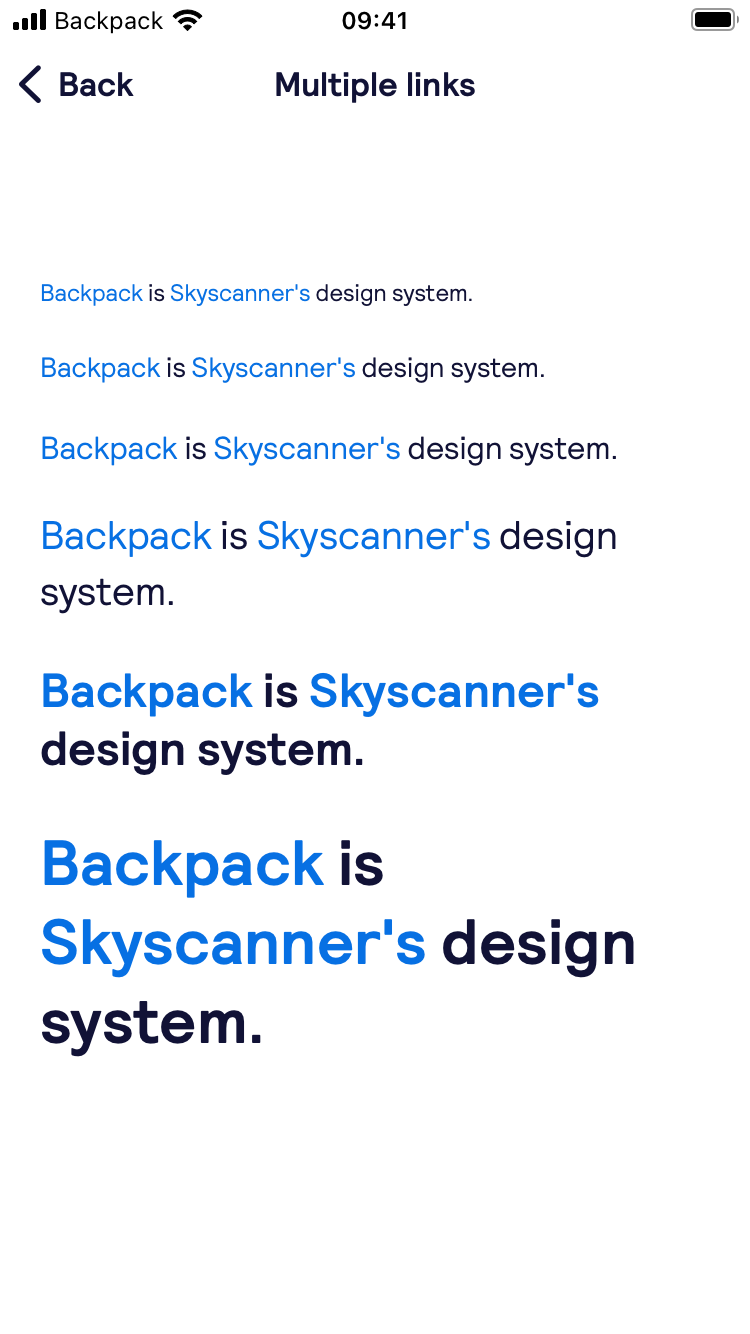 Backpack 09:41
Back Multiple links
Backpack is Skyscanner's design system.
Backpack is Skyscanner's design system.
Backpack is Skyscanner's design system.
Backpack is Skyscanner's design
system.
Backpack is Skyscanner's
design system.
Backpack is
Skyscanner's design
system.